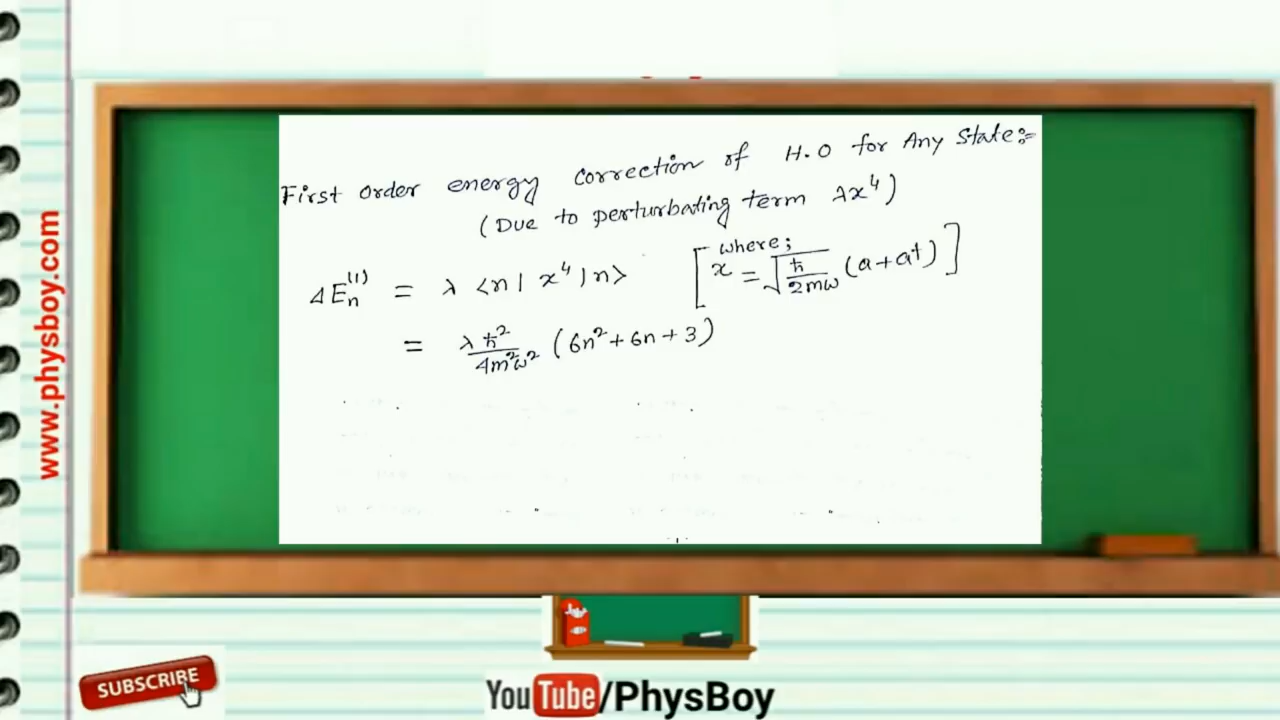 First order energy correction of H.O for Any State:-
(Due to perturbating term λx⁴)
ΔEₙ⁽¹⁾ = λ <n| x⁴ |n> [where; x = √(ħ/2mω) (a+a†)]
= λħ²/4m²ω² (6n²+6n+3)
www.physboy.com
SUBSCRIBE
YouTube/PhysBoy